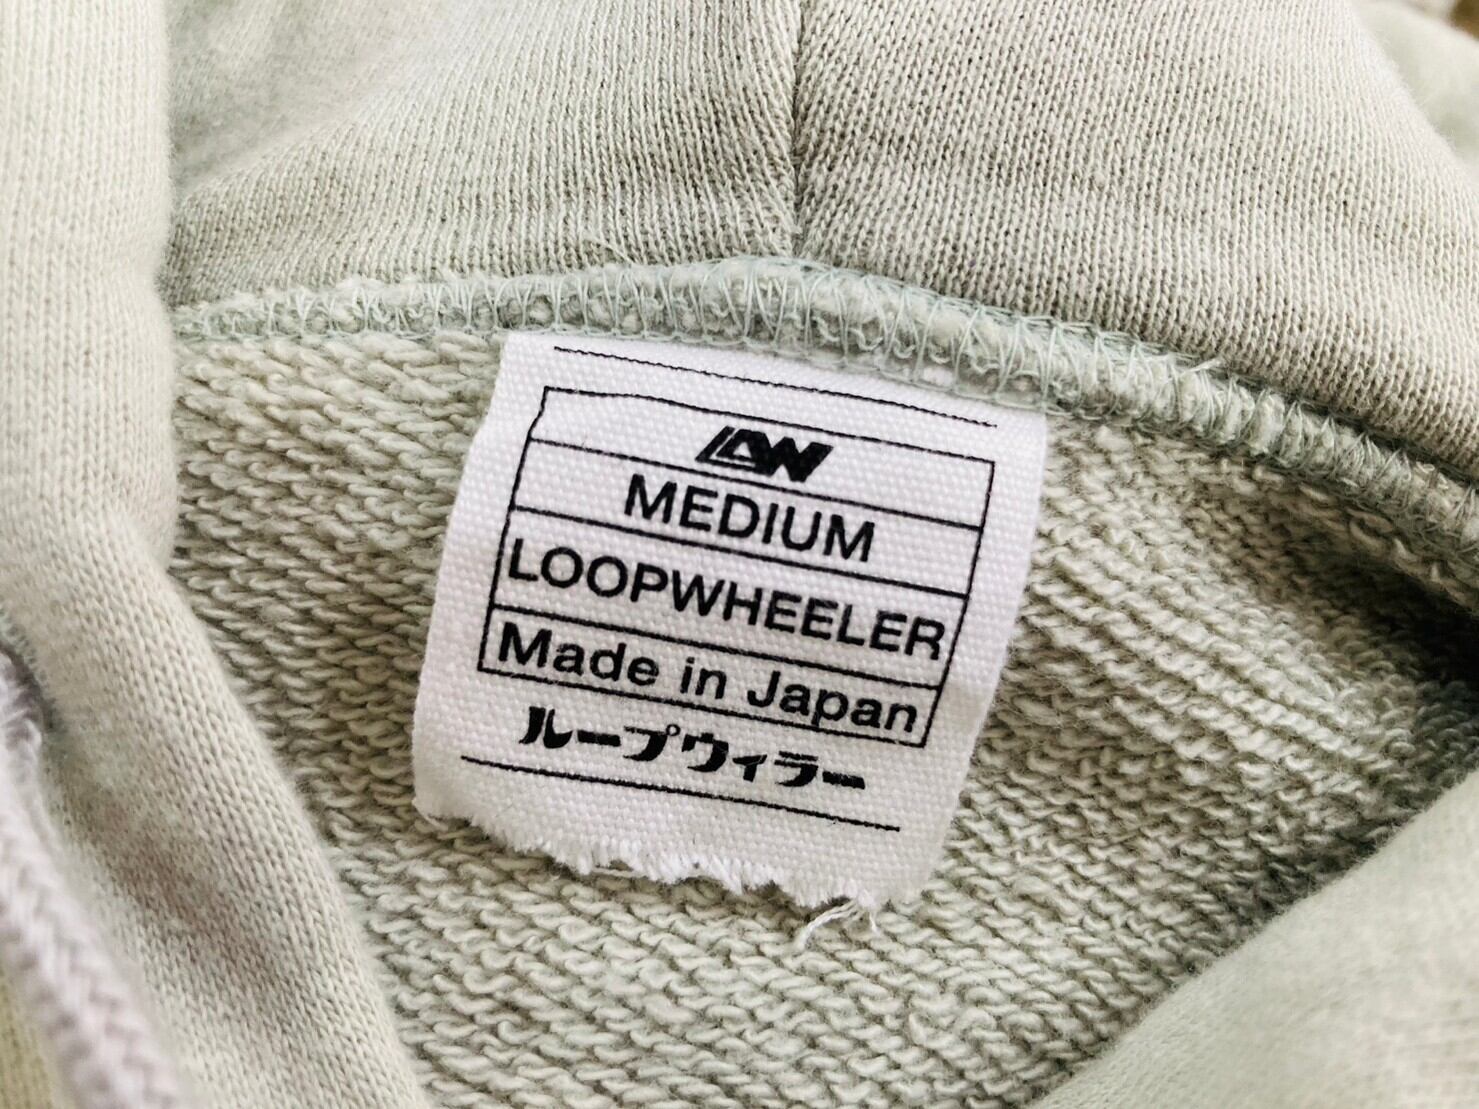 LW
MEDIUM
LOOPWHEELER
Made in Japan
ループウィラー